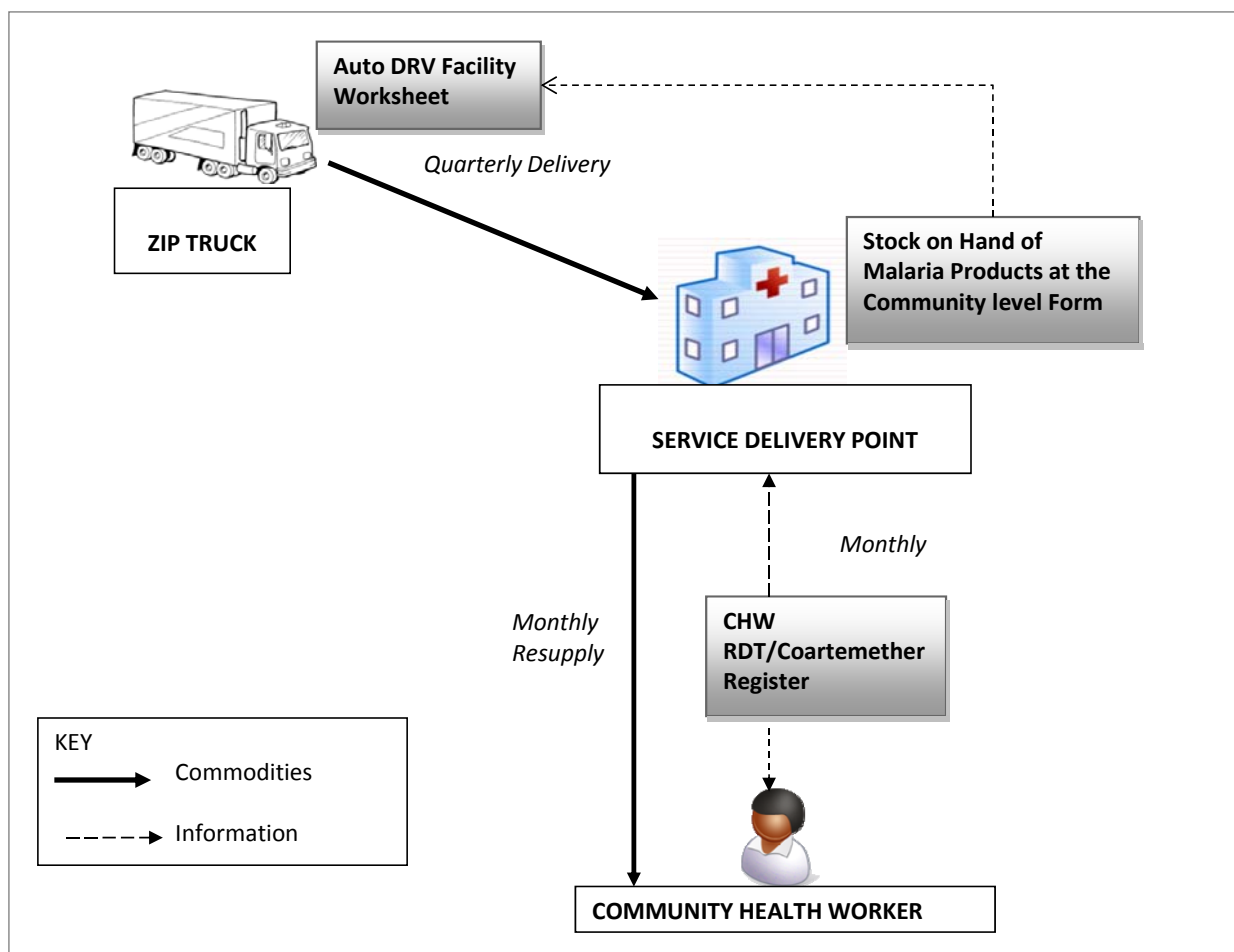 Auto DRV Facility
Worksheet
Quarterly Delivery
ZIP TRUCK
Stock on Hand of
Malaria Products at the
Community level Form
SERVICE DELIVERY POINT
Monthly
Monthly
Resupply
CHW
RDT/Coartemether
Register
KEY
Commodities
Information
COMMUNITY HEALTH WORKER